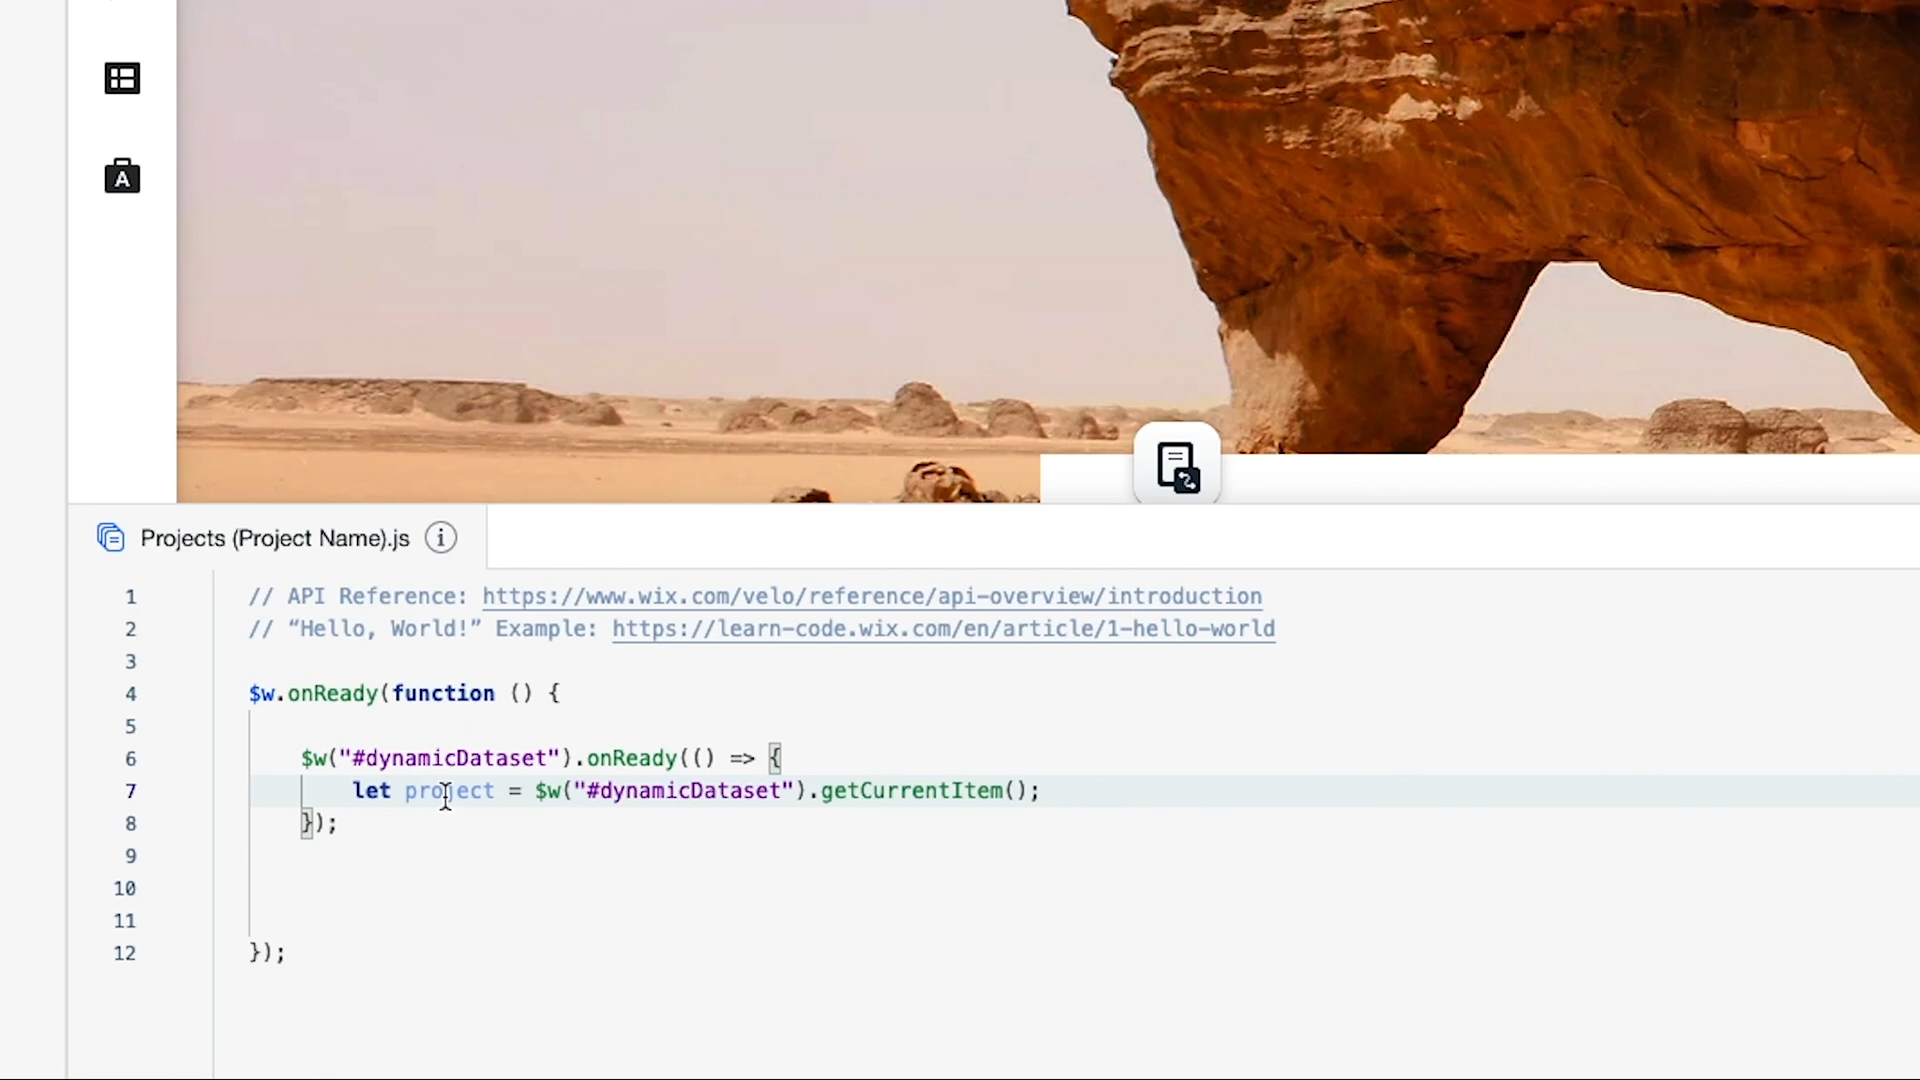 A
Projects (Project Name).js
1 // API Reference: https://www.wix.com/velo/reference/api-overview/introduction
2 // “Hello, World!” Example: https://learn-code.wix.com/en/article/1-hello-world
3
4 $w.onReady(function () {
5
6 $w("#dynamicDataset").onReady(() => {
7 let project = $w("#dynamicDataset").getCurrentItem();
8 });
9
10
11
12 });